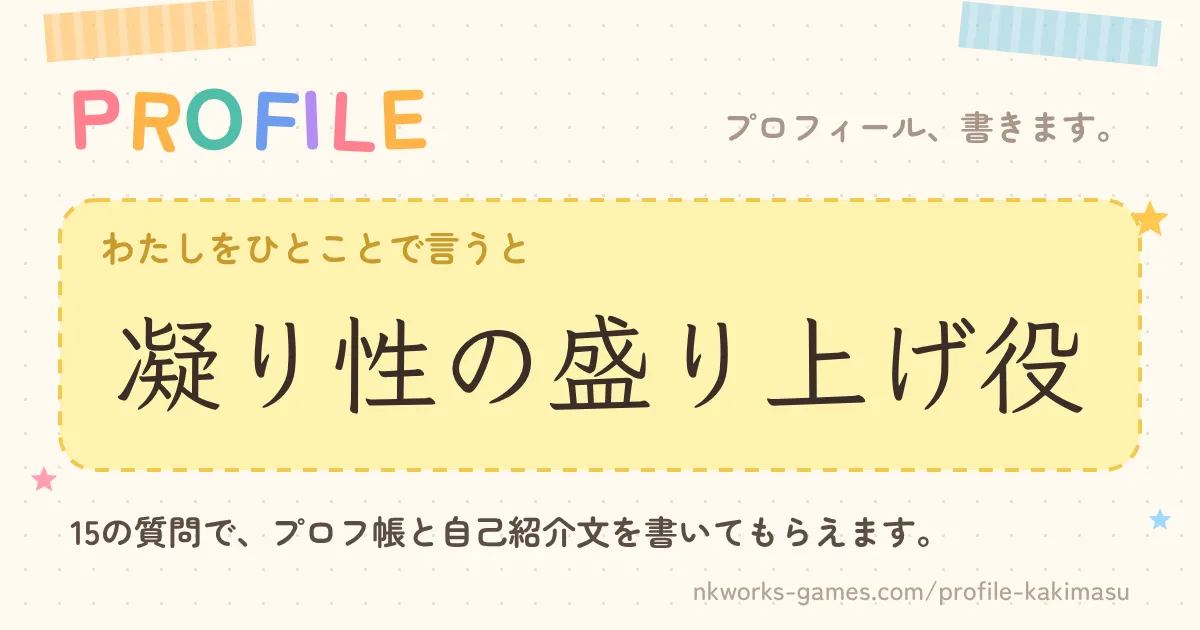 PROFILE
プロフィール、書きます。
わたしをひとことで言うと
凝り性の盛り上げ役
15の質問で、プロフ帳と自己紹介文を書いてもらえます。
nkworks-games.com/profile-kakimasu